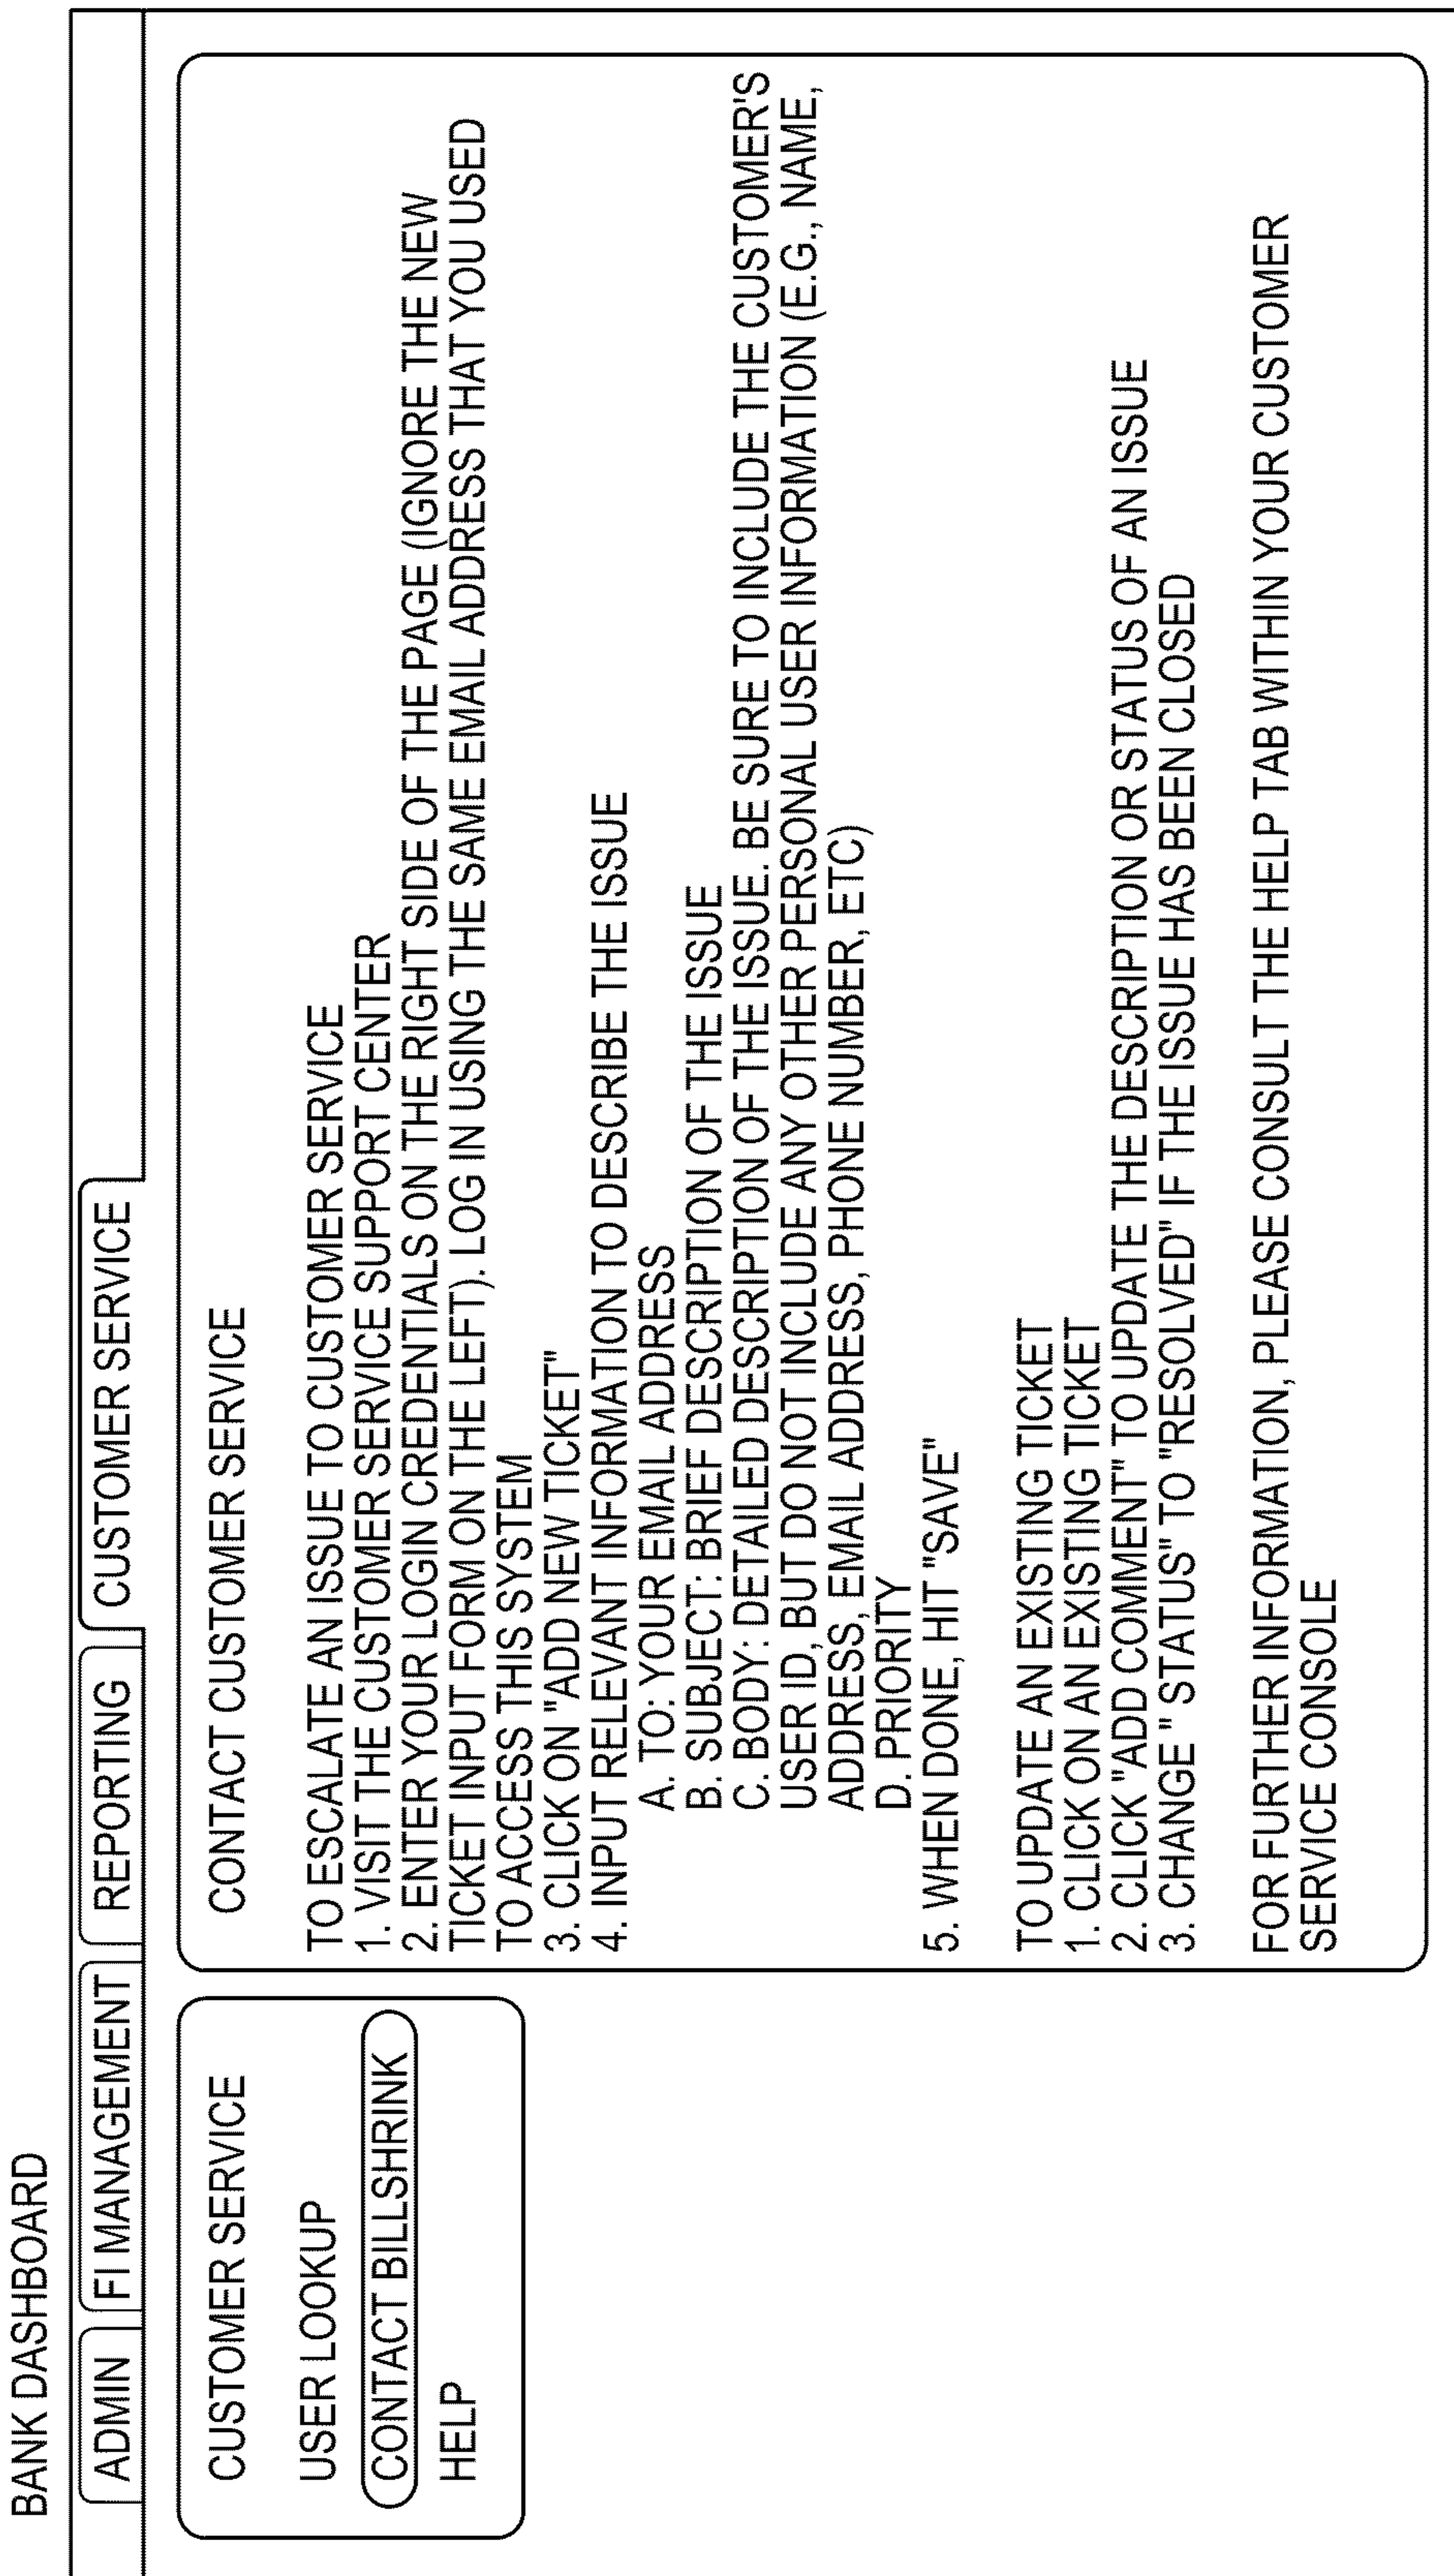 BANK DASHBOARD
ADMIN
FI MANAGEMENT
REPORTING
CUSTOMER SERVICE
CUSTOMER SERVICE
USER LOOKUP
CONTACT BILLSHRINK
HELP
CONTACT CUSTOMER SERVICE
TO ESCALATE AN ISSUE TO CUSTOMER SERVICE
1. VISIT THE CUSTOMER SERVICE SUPPORT CENTER
2. ENTER YOUR LOGIN CREDENTIALS ON THE RIGHT SIDE OF THE PAGE (IGNORE THE NEW
TICKET INPUT FORM ON THE LEFT). LOG IN USING THE SAME EMAIL ADDRESS THAT YOU USED
TO ACCESS THIS SYSTEM
3. CLICK ON "ADD NEW TICKET"
4. INPUT RELEVANT INFORMATION TO DESCRIBE THE ISSUE
A. TO: YOUR EMAIL ADDRESS
B. SUBJECT: BRIEF DESCRIPTION OF THE ISSUE
C. BODY: DETAILED DESCRIPTION OF THE ISSUE. BE SURE TO INCLUDE THE CUSTOMER'S
USER ID, BUT DO NOT INCLUDE ANY OTHER PERSONAL USER INFORMATION (E.G., NAME,
ADDRESS, EMAIL ADDRESS, PHONE NUMBER, ETC)
D. PRIORITY
5. WHEN DONE, HIT "SAVE"
TO UPDATE AN EXISTING TICKET
1. CLICK ON AN EXISTING TICKET
2. CLICK "ADD COMMENT" TO UPDATE THE DESCRIPTION OR STATUS OF AN ISSUE
3. CHANGE " STATUS" TO "RESOLVED" IF THE ISSUE HAS BEEN CLOSED
FOR FURTHER INFORMATION, PLEASE CONSULT THE HELP TAB WITHIN YOUR CUSTOMER
SERVICE CONSOLE